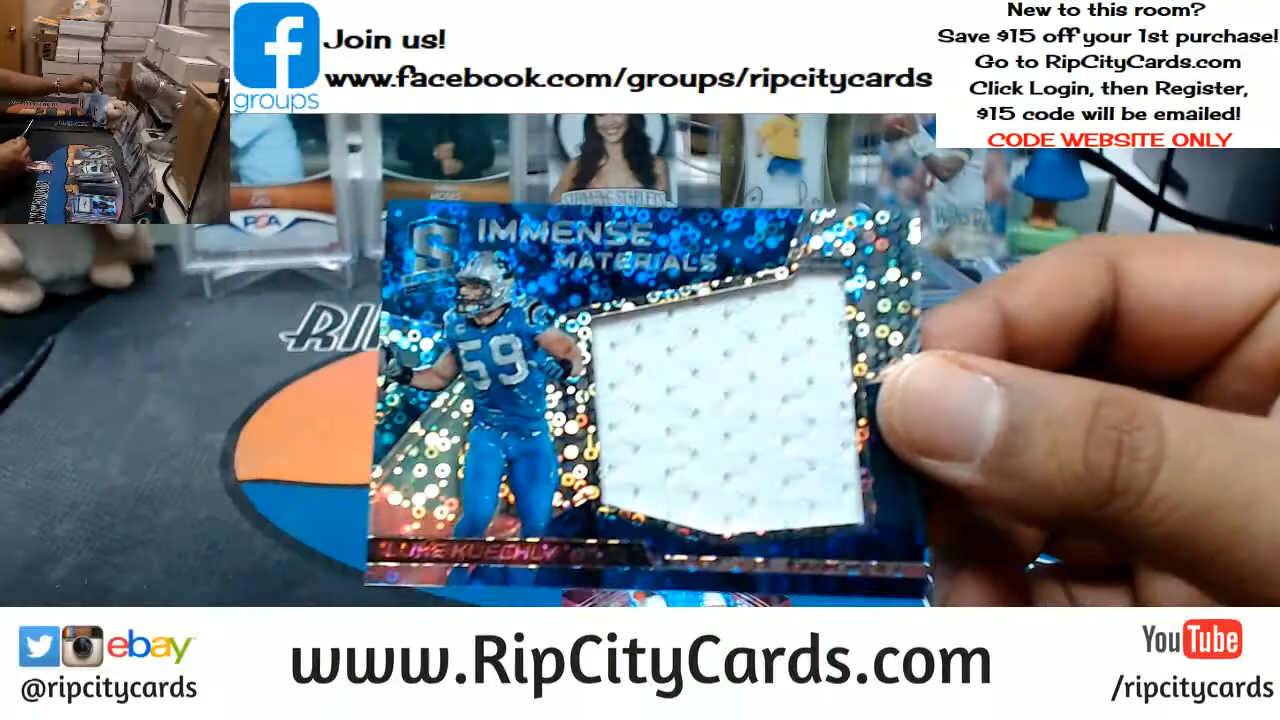 Join us!
www.facebook.com/groups/ripcitycards
groups
New to this room?
Save $15 off your 1st purchase!
Go to RipCityCards.com
Click Login, then Register,
$15 code will be emailed!
CODE WEBSITE ONLY
MOSES
PSA
IMMENSE
MATERIALS
59
LUKE KUECHLY
ebay
@ripcitycards
www.RipCityCards.com
YouTube
/ripcitycards